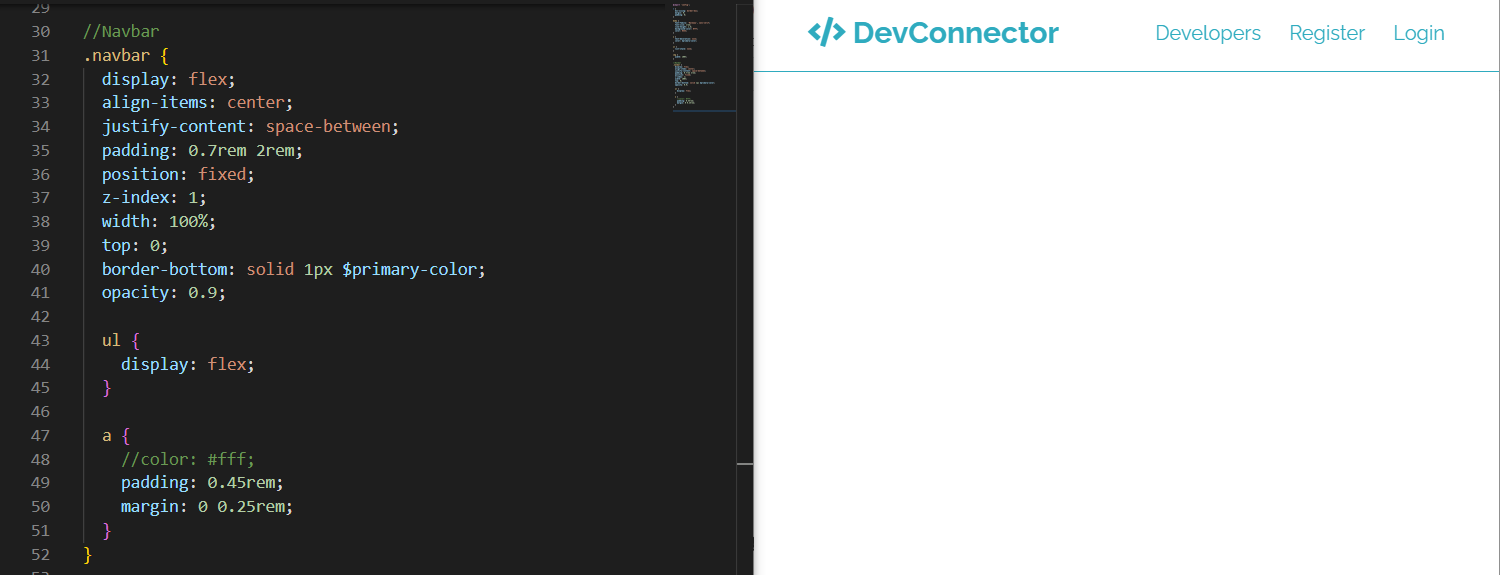 29
30 //Navbar
31 .navbar {
32 display: flex;
33 align-items: center;
34 justify-content: space-between;
35 padding: 0.7rem 2rem;
36 position: fixed;
37 z-index: 1;
38 width: 100%;
39 top: 0;
40 border-bottom: solid 1px $primary-color;
41 opacity: 0.9;
42
43 ul {
44 display: flex;
45 }
46
47 a {
48 //color: #fff;
49 padding: 0.45rem;
50 margin: 0 0.25rem;
51 }
52 }
53
</> DevConnector Developers Register Login